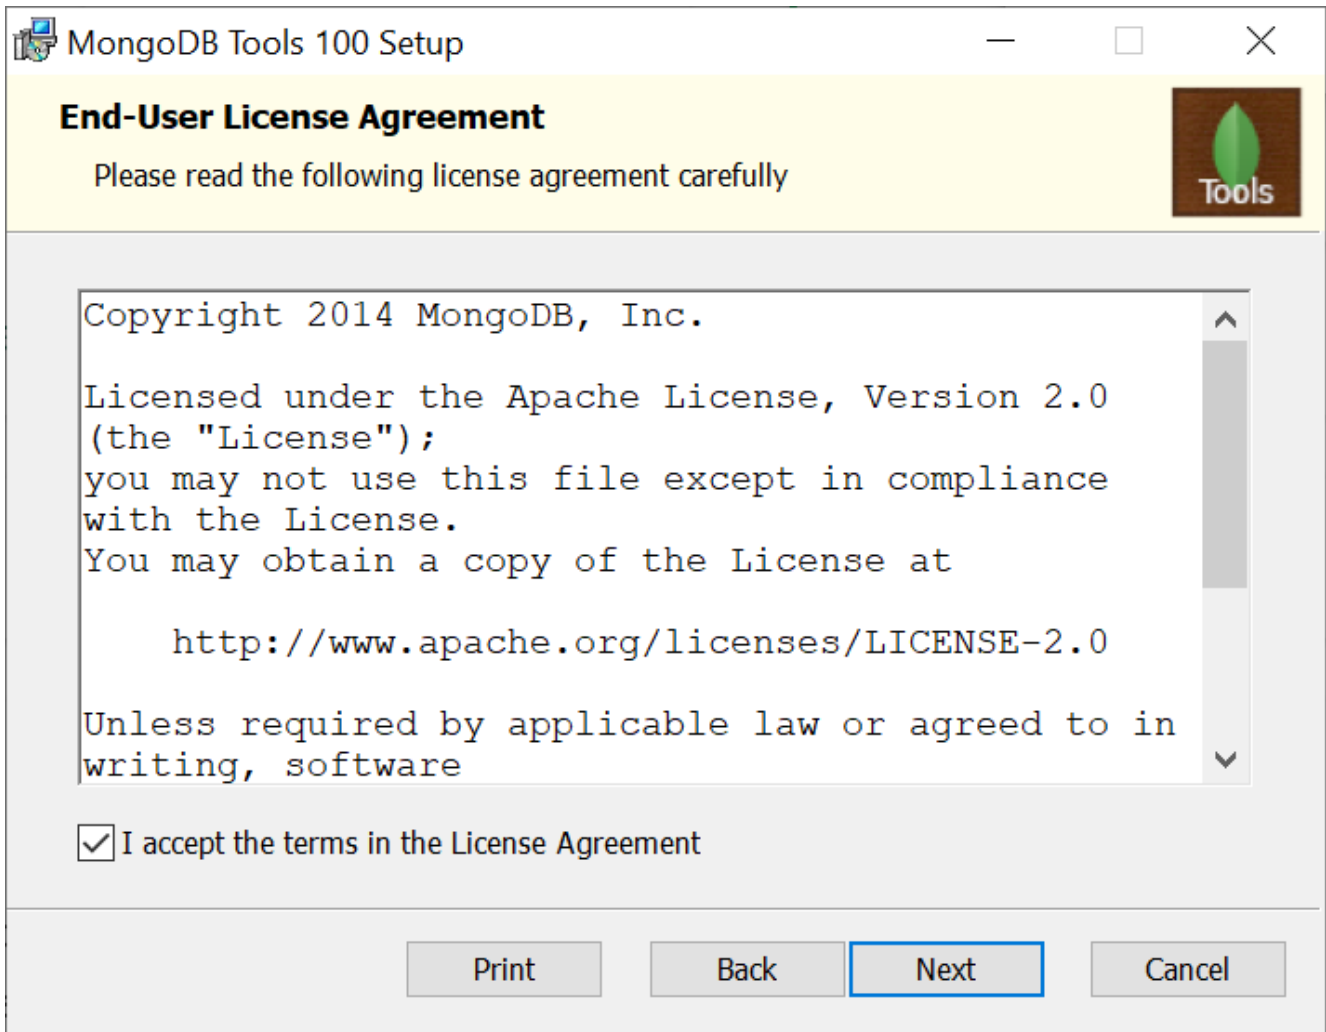 MongoDB Tools 100 Setup
End-User License Agreement
Please read the following license agreement carefully
Tools
Copyright 2014 MongoDB, Inc.
Licensed under the Apache License, Version 2.0
(the "License");
you may not use this file except in compliance
with the License.
You may obtain a copy of the License at
http://www.apache.org/licenses/LICENSE-2.0
Unless required by applicable law or agreed to in
writing, software
I accept the terms in the License Agreement
Print Back Next Cancel